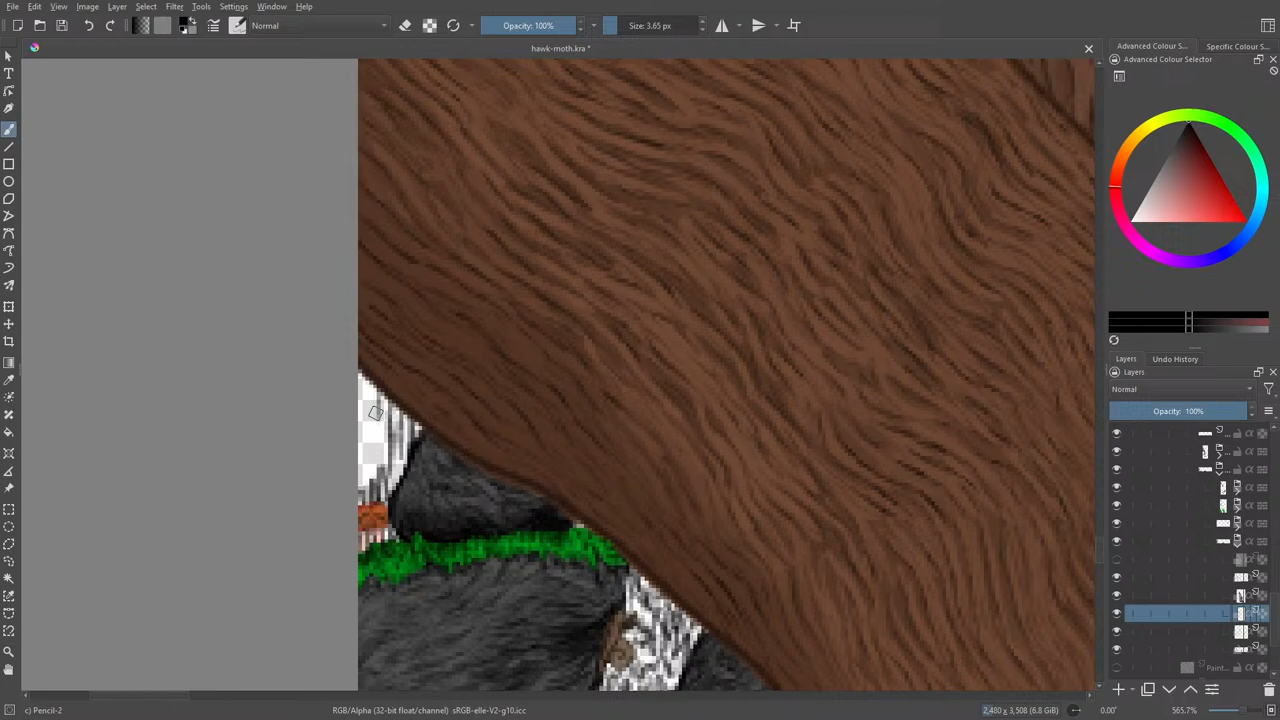 File Edit View Image Layer Select Filter Tools Settings Window Help
Normal Opacity: 100% Size: 3.65 px
hawk-moth.kra *
Advanced Colour S... Specific Colour S...
Advanced Colour Selector
Layers Undo History
Layers
Normal
Opacity: 100%
...
...
...
Paint...
c) Pencil-2 RGB/Alpha (32-bit float/channel) sRGB-elle-V2-g10.icc 2,480 x 3,508 (6.8 GiB) 0.00° 565.7%